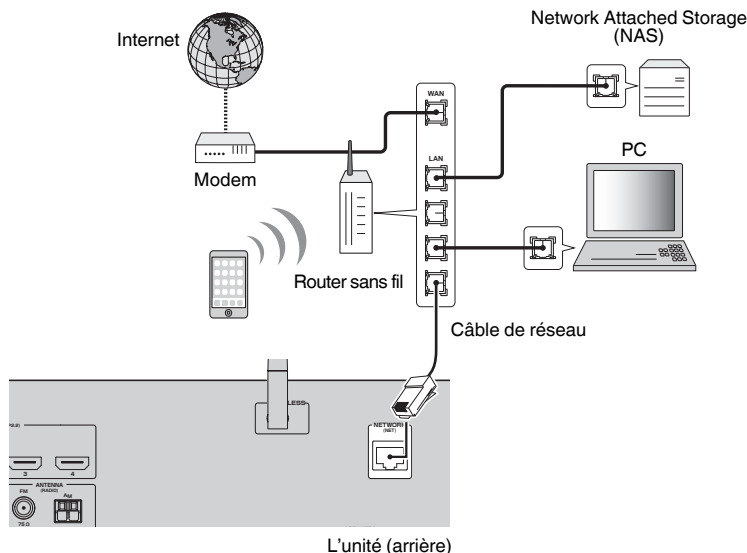 Network Attached Storage
(NAS)
Internet
WAN
PC
LAN
Modem
Router sans fil
Câble de réseau
NETWORK
(NET)
3
4
ANTENNA
(RADIO)
FM
AM
75 Ω
L'unité (arrière)